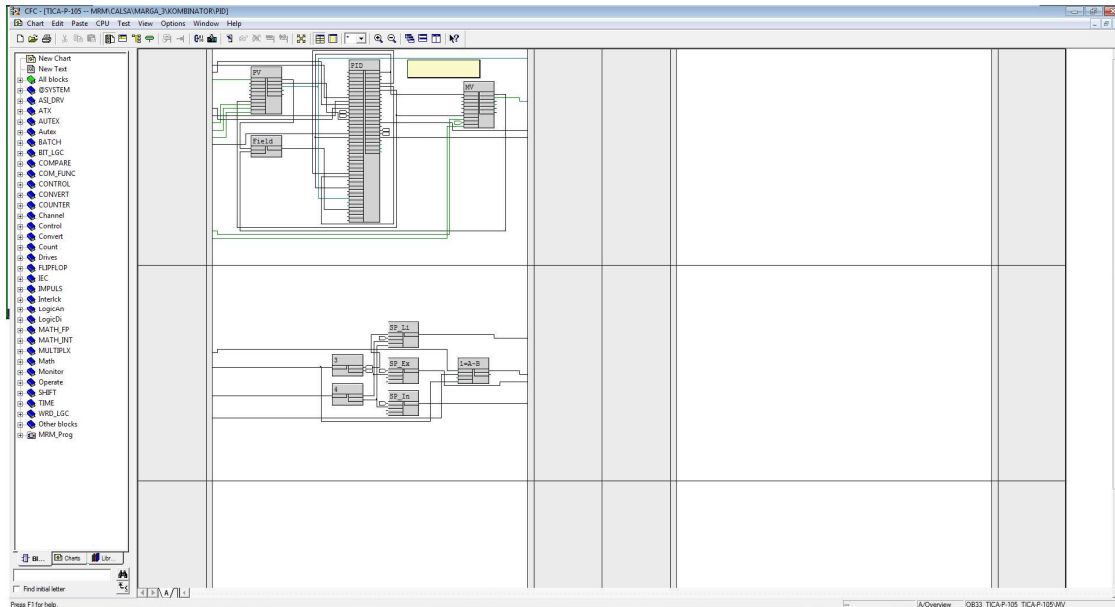 CFC - [TICA-P-105 -- MRM\CALSA\MARGA_3\KOMBINATOR\PID]
Chart Edit Paste CPU Test View Options Window Help
New Chart
New Text
All blocks
@SYSTEM
ASI_DRV
ATX
AUTEX
Autex
BATCH
BIT_LGC
COMPARE
COM_FUNC
CONTROL
CONVERT
COUNTER
Channel
Control
Convert
Count
Drives
FLIPFLOP
IEC
IMPULS
Interlck
LogicAn
LogicDi
MATH_FP
MATH_INT
MULTIPLX
Math
Monitor
Operate
SHIFT
TIME
WRD_LGC
Other blocks
MRM_Prog
PV
PID
MV
Field
SP_Li
3
SP_Ex
1=A-B
4
SP_In
Bl... Charts Libr...
Find initial letter
A
Press F1 for help.
A/Overview OB33 TICA-P-105 TICA-P-105\MV